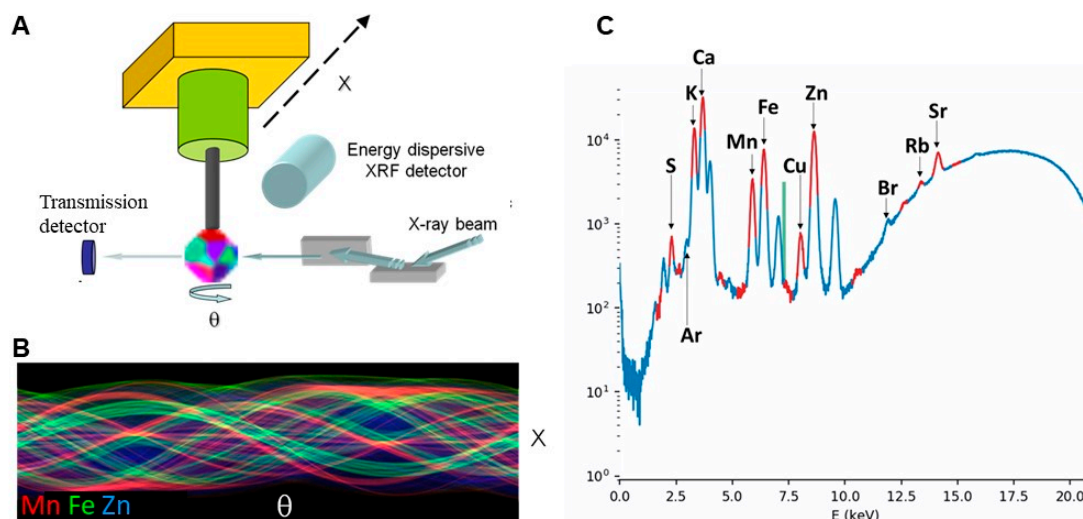 A
X
Energy dispersive
XRF detector
Transmission
detector
X-ray beam
θ
B
X
Mn Fe Zn
θ
C
Ca
K
Zn
Fe
Sr
Mn
Rb
S
Cu
Br
Ar
10⁴
10³
10²
10¹
10⁰
0.0 2.5 5.0 7.5 10.0 12.5 15.0 17.5 20.0
E (keV)